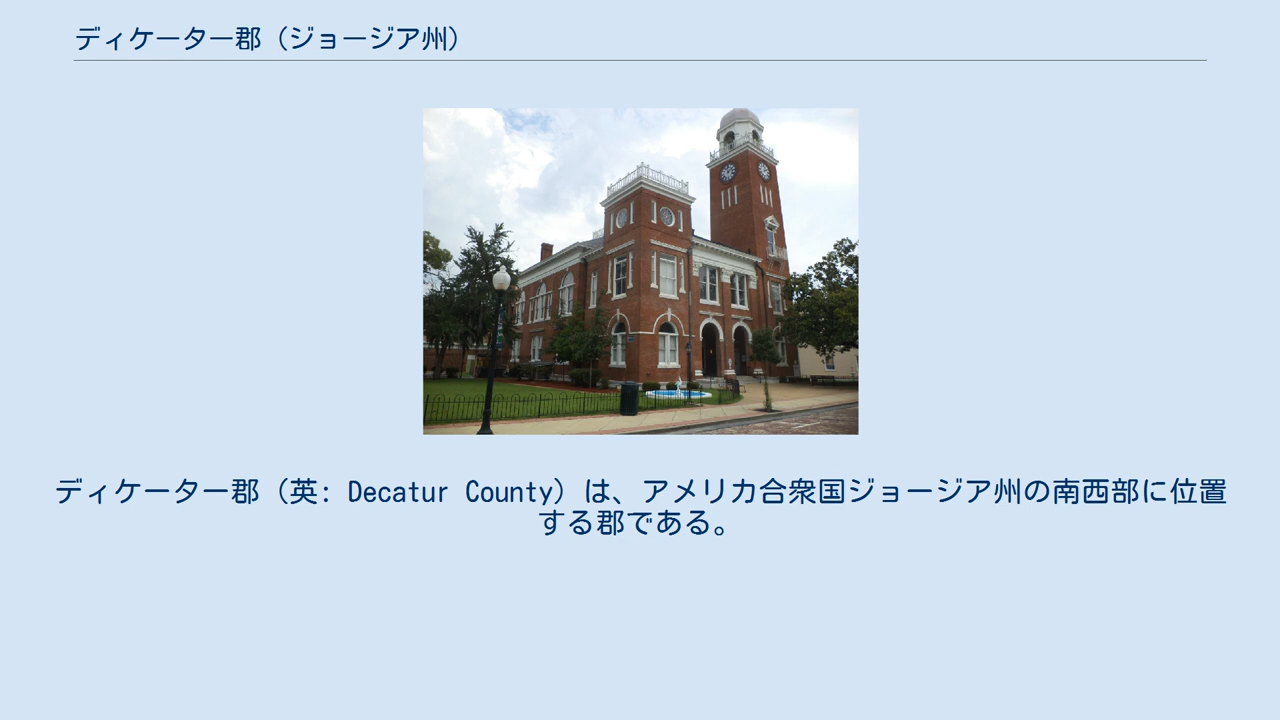 ディケーター郡（ジョージア州）
ディケーター郡（英: Decatur County）は、アメリカ合衆国ジョージア州の南西部に位置
する郡である。